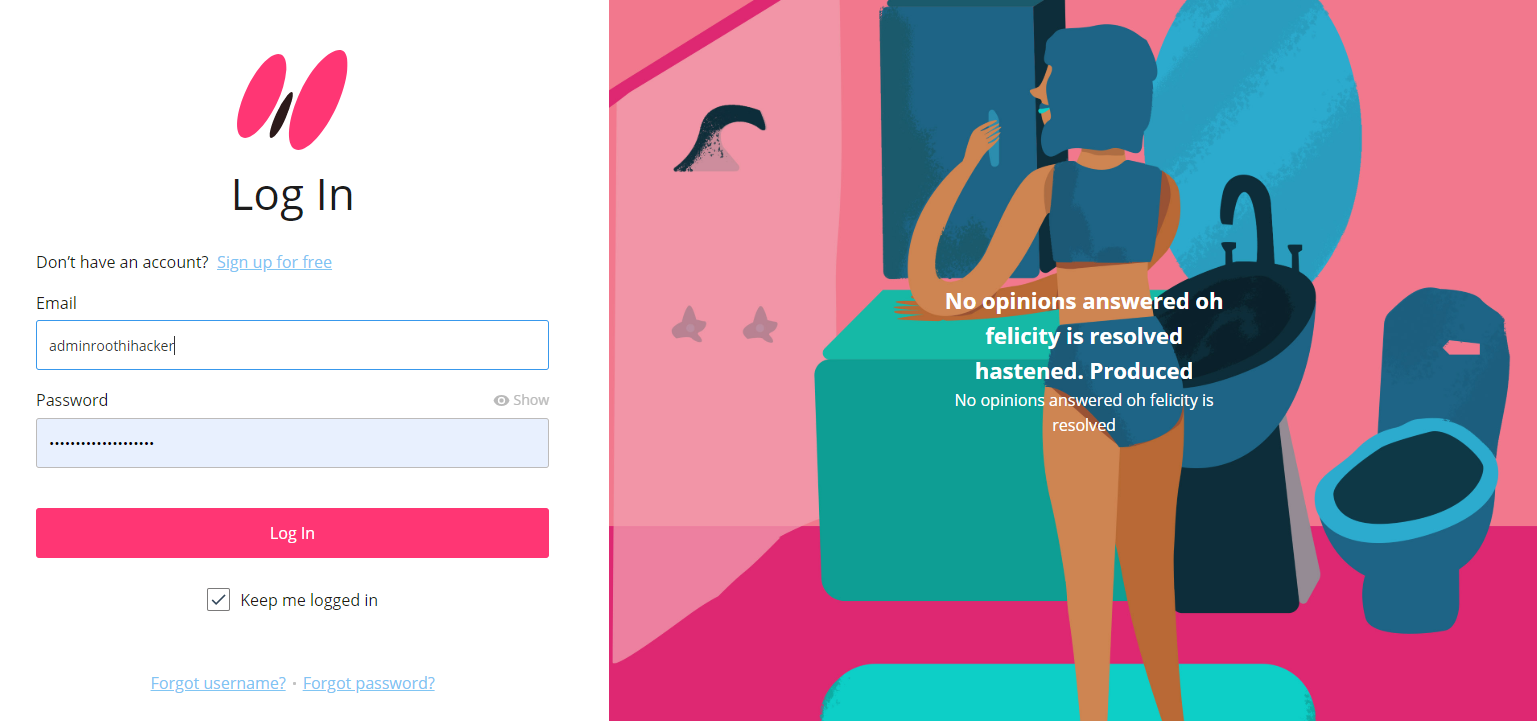 Log In
Don’t have an account? Sign up for free
Email
adminroothihacker
Password Show
••••••••••••••••••••
Log In
Keep me logged in
Forgot username? • Forgot password?
No opinions answered oh
felicity is resolved
hastened. Produced
No opinions answered oh felicity is
resolved